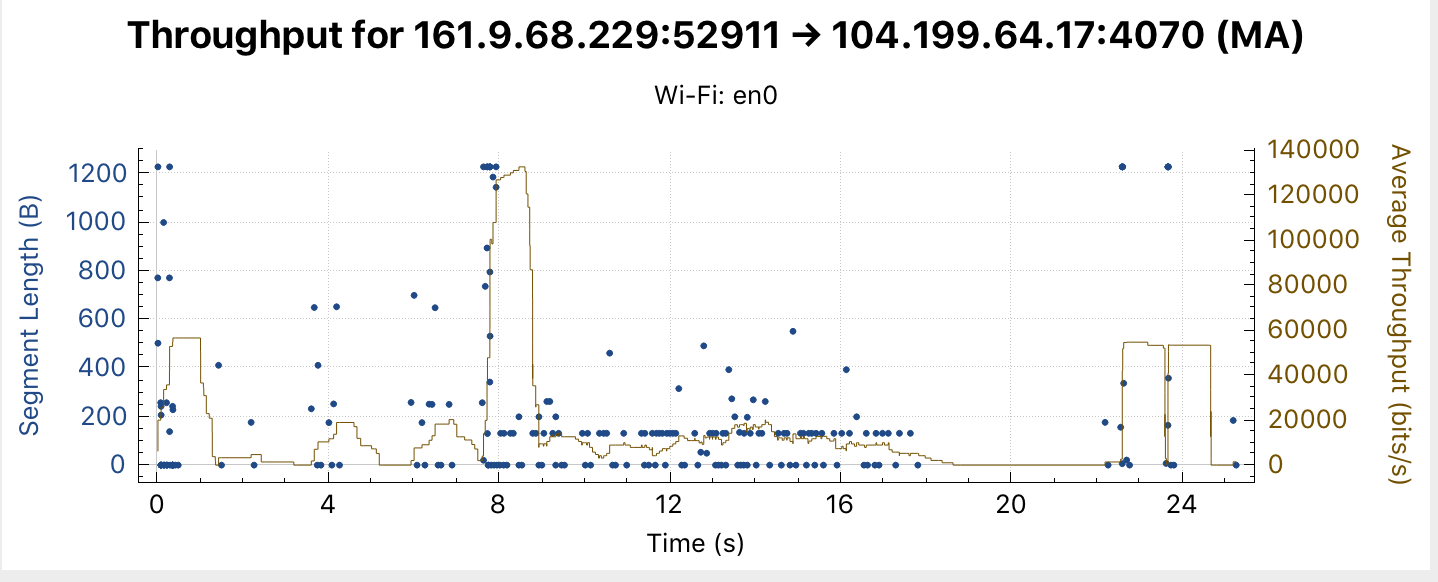 Throughput for 161.9.68.229:52911 → 104.199.64.17:4070 (MA)
Wi-Fi: en0
Segment Length (B)
1200
1000
800
600
400
200
0
140000
120000
100000
80000
60000
40000
20000
0
Average Throughput (bits/s)
0 4 8 12 16 20 24
Time (s)